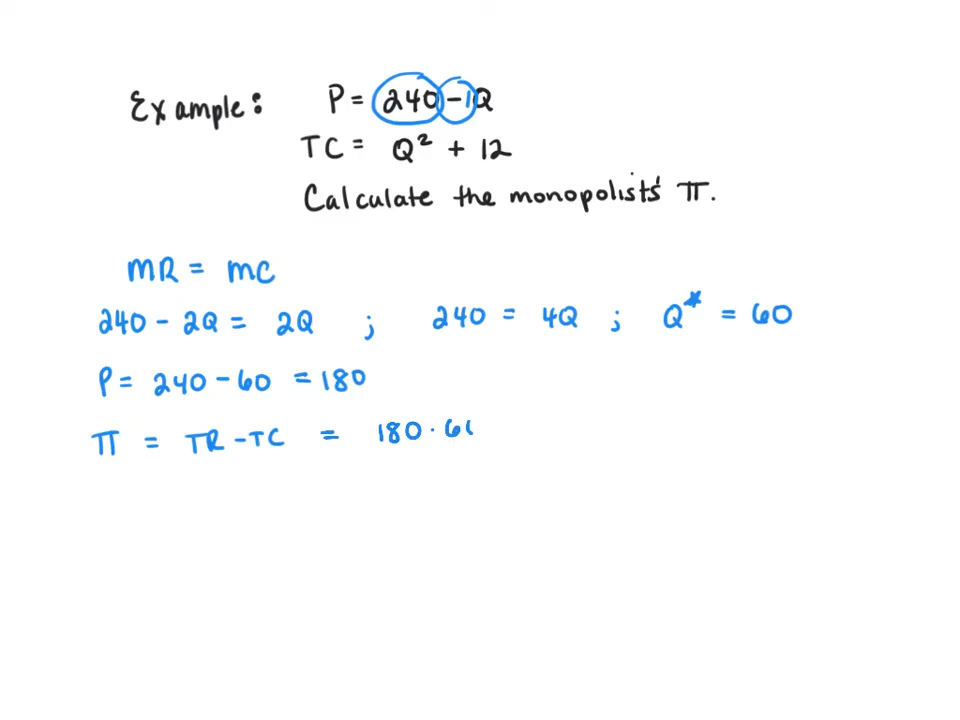 Example: P = 240 - 1Q
TC = Q² + 12
Calculate the monopolists' π.
MR = MC
240 - 2Q = 2Q ; 240 = 4Q ; Q* = 60
P = 240 - 60 = 180
π = TR - TC = 180 · 6